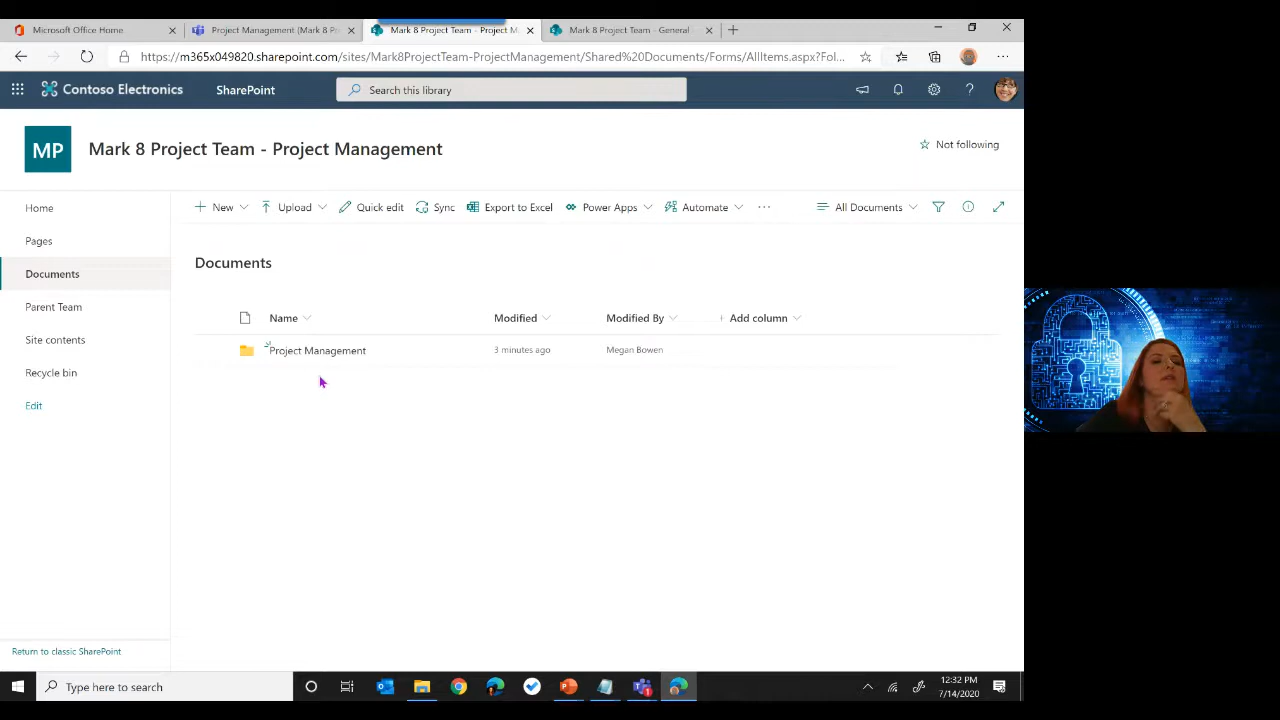 Microsoft Office Home
Project Management (Mark 8 P
Mark 8 Project Team - Project M
Mark 8 Project Team - General
https://m365x049820.sharepoint.com/sites/Mark8ProjectTeam-ProjectManagement/Shared%20Documents/Forms/AllItems.aspx?Fol...
Contoso Electronics
SharePoint
Search this library
MP
Mark 8 Project Team - Project Management
Not following
Home
Pages
Documents
Parent Team
Site contents
Recycle bin
Edit
New
Upload
Quick edit
Sync
Export to Excel
Power Apps
Automate
All Documents
Documents
Name
Modified
Modified By
Add column
Project Management
3 minutes ago
Megan Bowen
Return to classic SharePoint
Type here to search
1
12:32 PM
7/14/2020